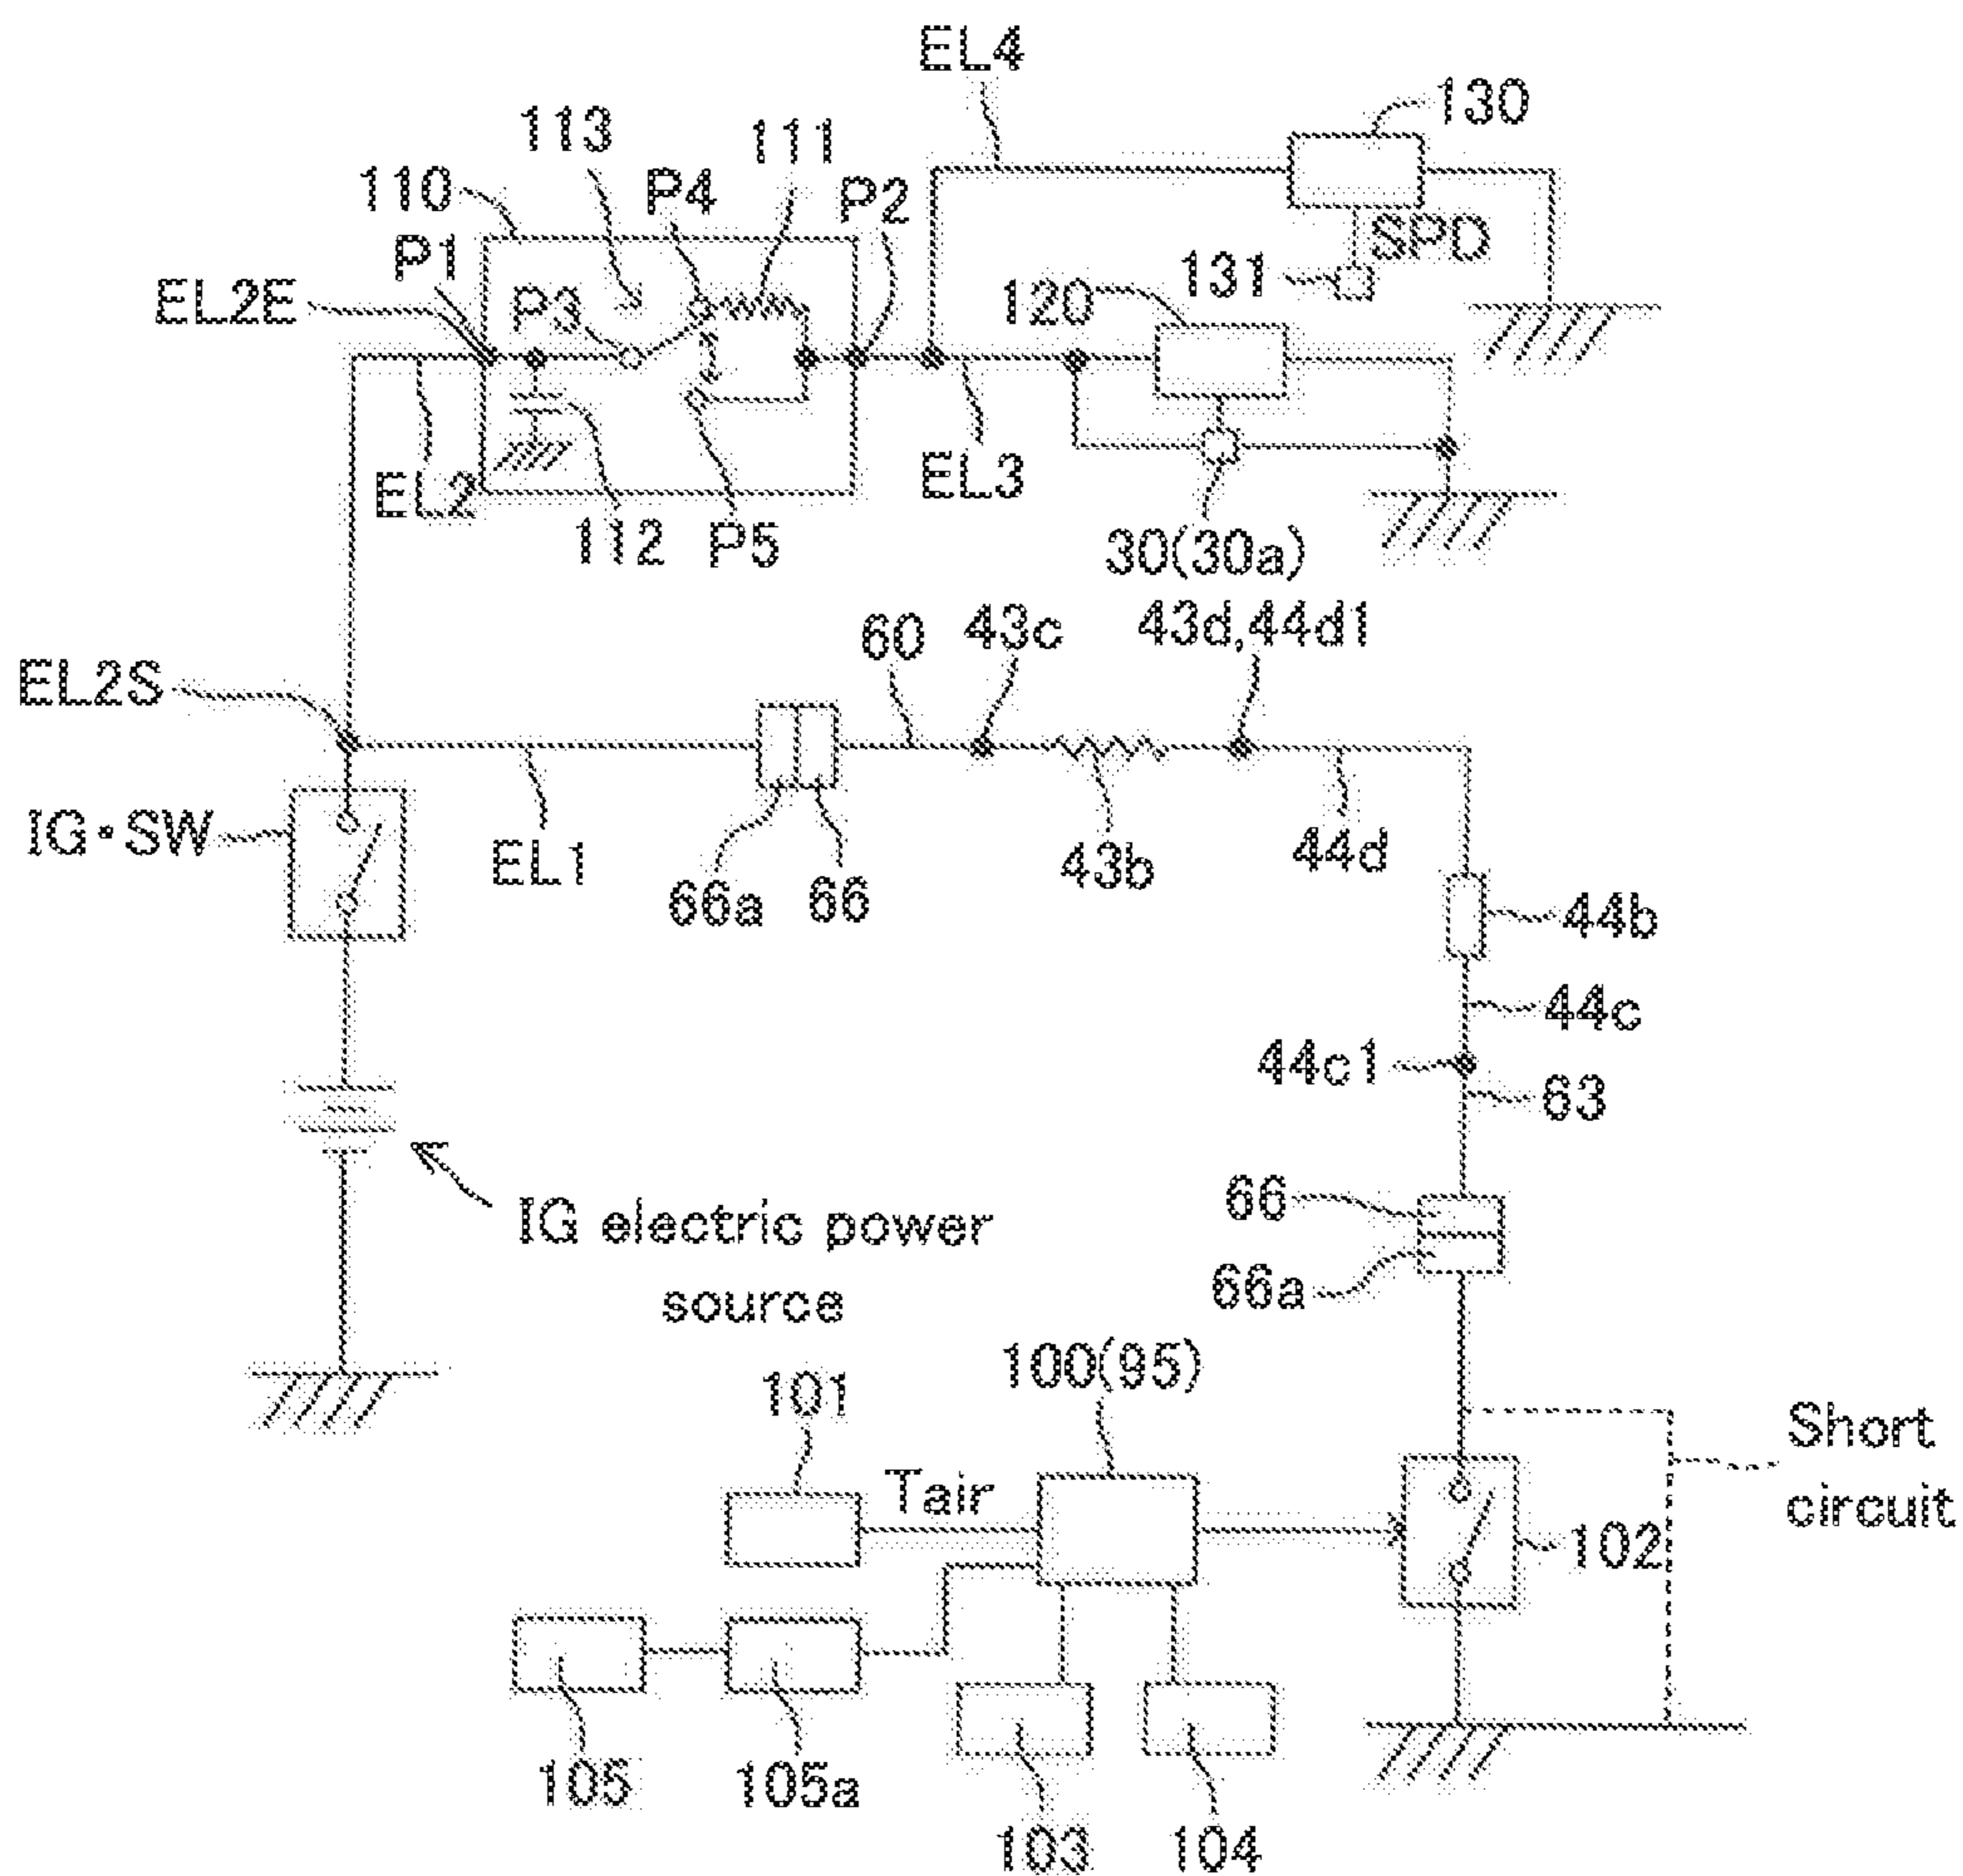 EL4
130
113
111
110
P4
P2
P1
SPD
EL2E
P3
131
120
EL2
EL3
112
P5
30(30a)
60
43c
43d,44d1
EL2S
IG・SW
EL1
43b
44d
66a
66
44b
44c
44c1
63
66
IG electric power
source
66a
100(95)
101
Short
circuit
Tair
102
105
105a
103
104